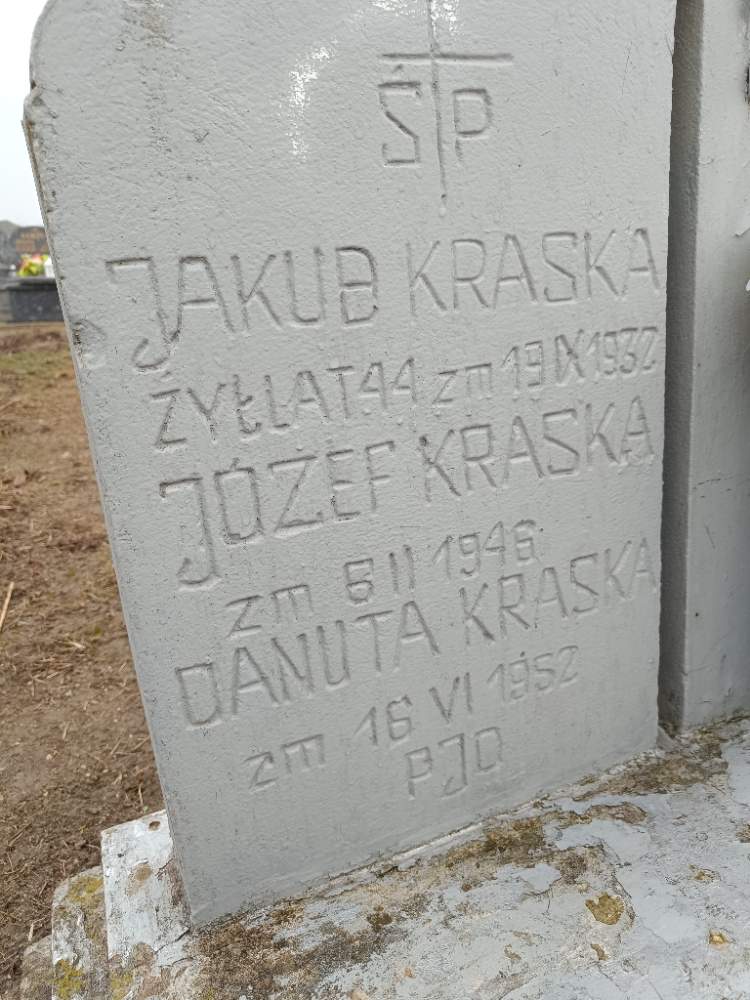 ŚP
JAKUB KRASKA
ŻYŁ LAT 44 zm 19 IX 1932
JÓZEF KRASKA
zm 6 II 1946
DANUTA KRASKA
zm 16 VI 1952
PJO